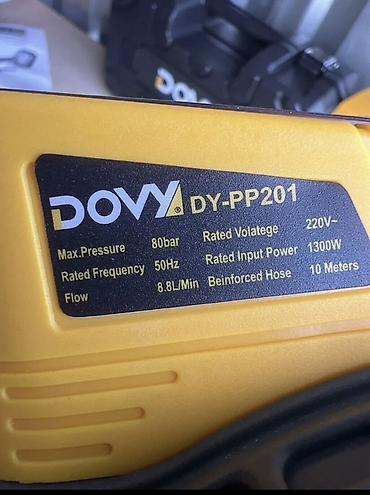 DOVY
DOVY® DY-PP201
Max.Pressure 80bar Rated Volatege 220V~
Rated Frequency 50Hz Rated Input Power 1300W
Flow 8.8L/Min Beinforced Hose 10 Meters